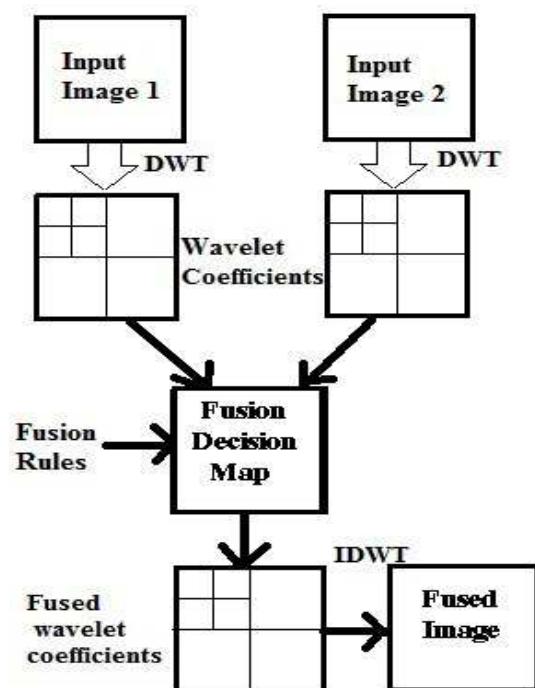 Input
Image 1
Input
Image 2
DWT
DWT
Wavelet
Coefficients
Fusion
Decision
Map
Fusion
Rules
IDWT
Fused
wavelet
coefficients
Fused
Image